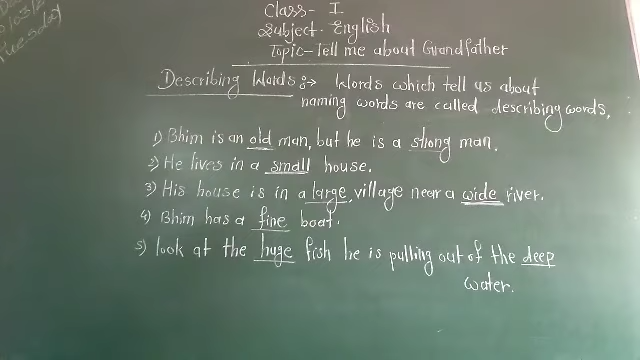 Class- I
Subject- English
Topic-Tell me about Grandfather
Describing Words:→ Words which tell us about
naming words are called describing words.
1) Bhim is an old man, but he is a strong man.
2) He lives in a small house.
3) His house is in a large village near a wide river.
4) Bhim has a fine boat.
5) look at the huge fish he is pulling out of the deep
water.